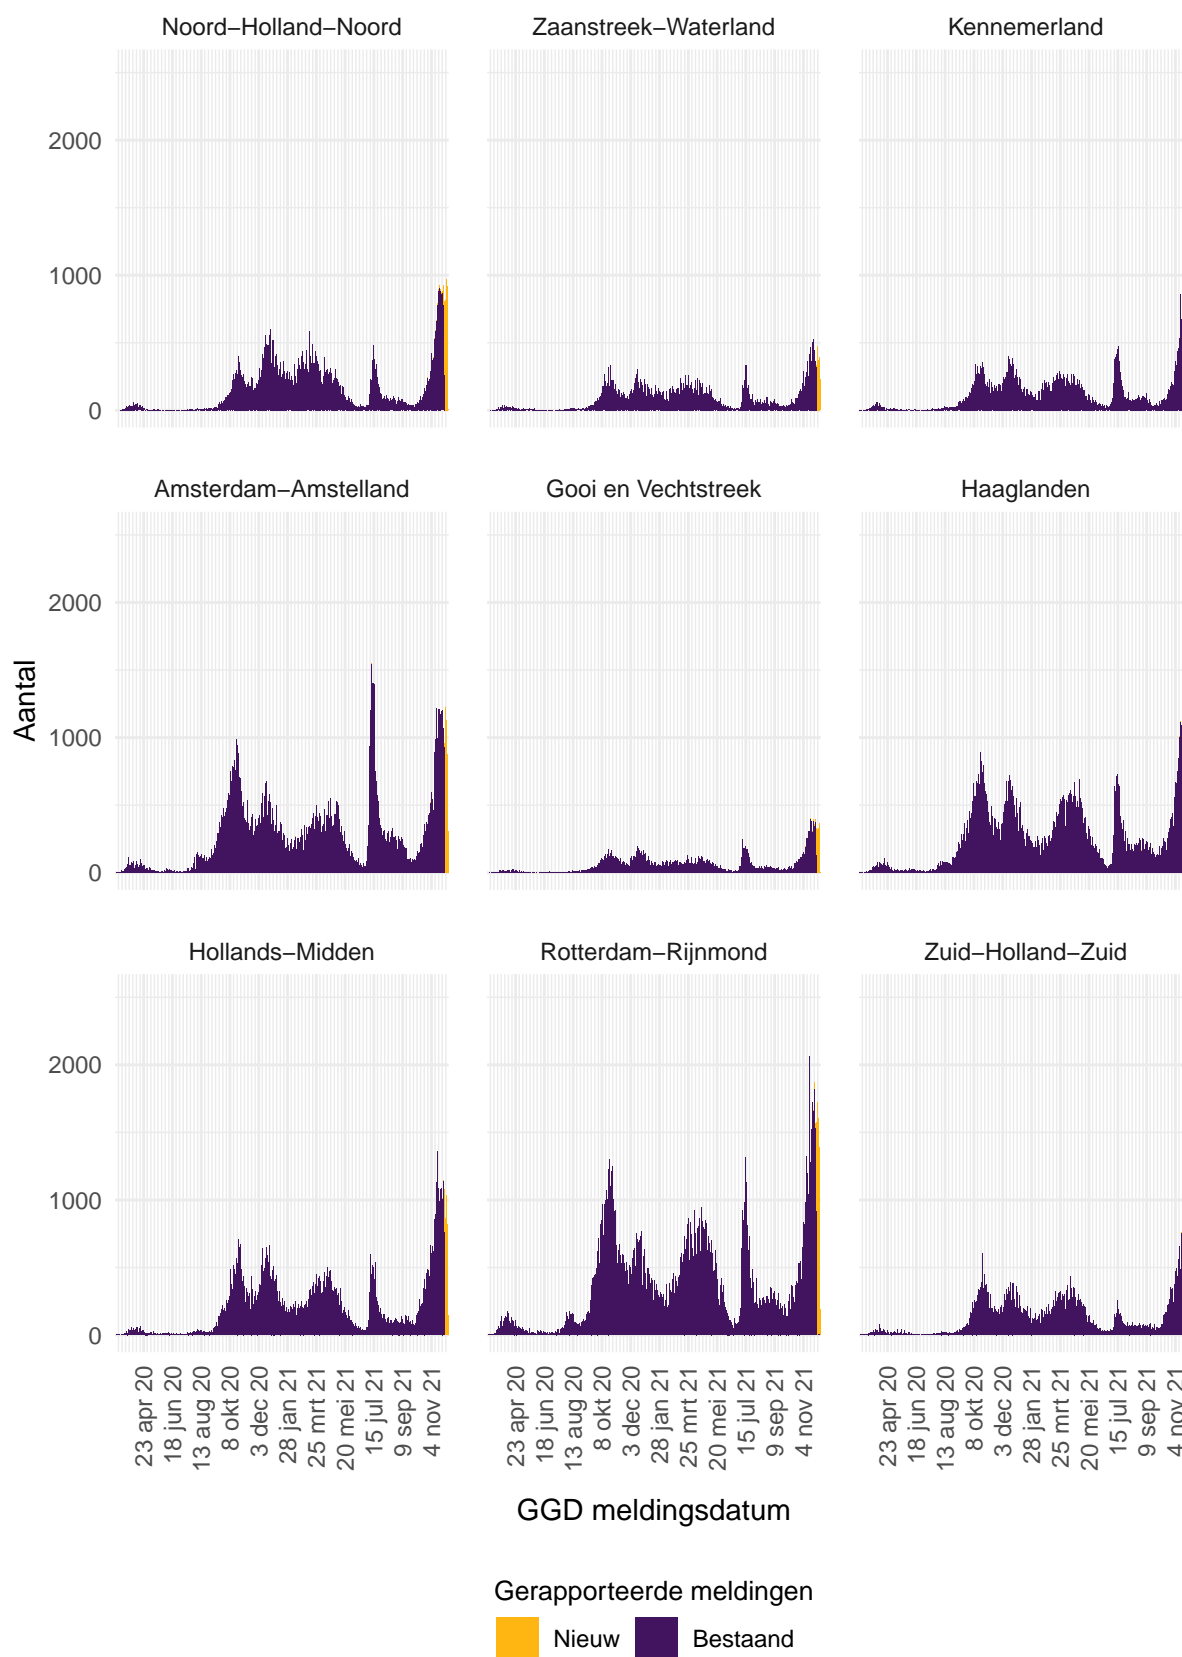 Noord−Holland−Noord
Zaanstreek−Waterland
Kennemerland
2000
1000
0
Amsterdam−Amstelland
Gooi en Vechtstreek
Haaglanden
2000
1000
0
Hollands−Midden
Rotterdam−Rijnmond
Zuid−Holland−Zuid
2000
1000
0
Aantal
23 apr 20
18 jun 20
13 aug 20
8 okt 20
3 dec 20
28 jan 21
25 mrt 21
20 mei 21
15 jul 21
9 sep 21
4 nov 21
23 apr 20
18 jun 20
13 aug 20
8 okt 20
3 dec 20
28 jan 21
25 mrt 21
20 mei 21
15 jul 21
9 sep 21
4 nov 21
23 apr 20
18 jun 20
13 aug 20
8 okt 20
3 dec 20
28 jan 21
25 mrt 21
20 mei 21
15 jul 21
9 sep 21
4 nov 21
GGD meldingsdatum
Gerapporteerde meldingen
Nieuw
Bestaand